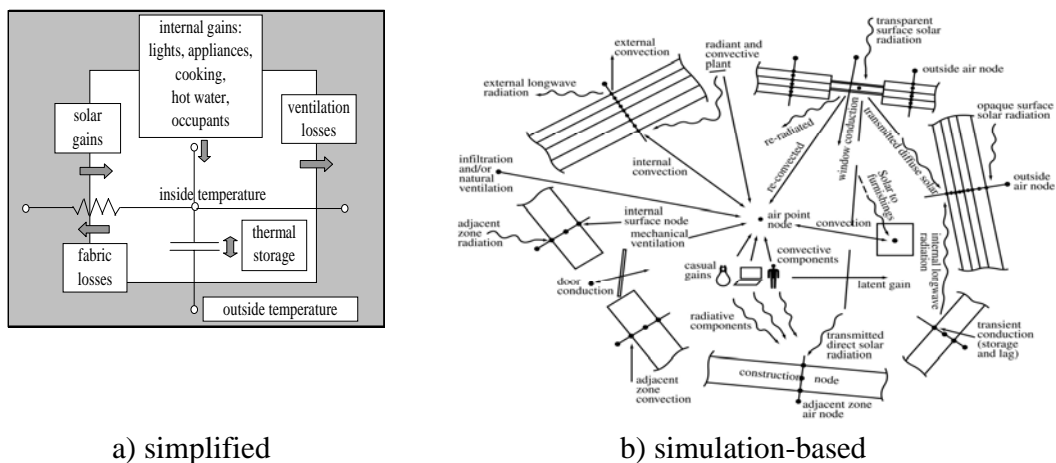 internal gains:
lights, appliances,
cooking,
hot water,
occupants
solar
gains
ventilation
losses
inside temperature
fabric
losses
thermal
storage
outside temperature
a) simplified
external
convection
radiant and
convective
plant
transparent
surface solar
radiation
external longwave
radiation
outside air node
opaque surface
solar radiation
re-radiated
re-convected
window conduction
transmitted diffuse solar
infiltration
and/or
natural
ventilation
internal
convection
Solar to
furnishings
outside
air node
internal surface node
mechanical
ventilation
adjacent
zone
radiation
air point
node
convection
internal longwave
radiation
convective
components
casual
gains
door
conduction
latent gain
radiative
components
transmitted
direct solar
radiation
transient
conduction
(storage
and lag)
construction node
adjacent
zone
convection
adjacent zone
air node
b) simulation-based